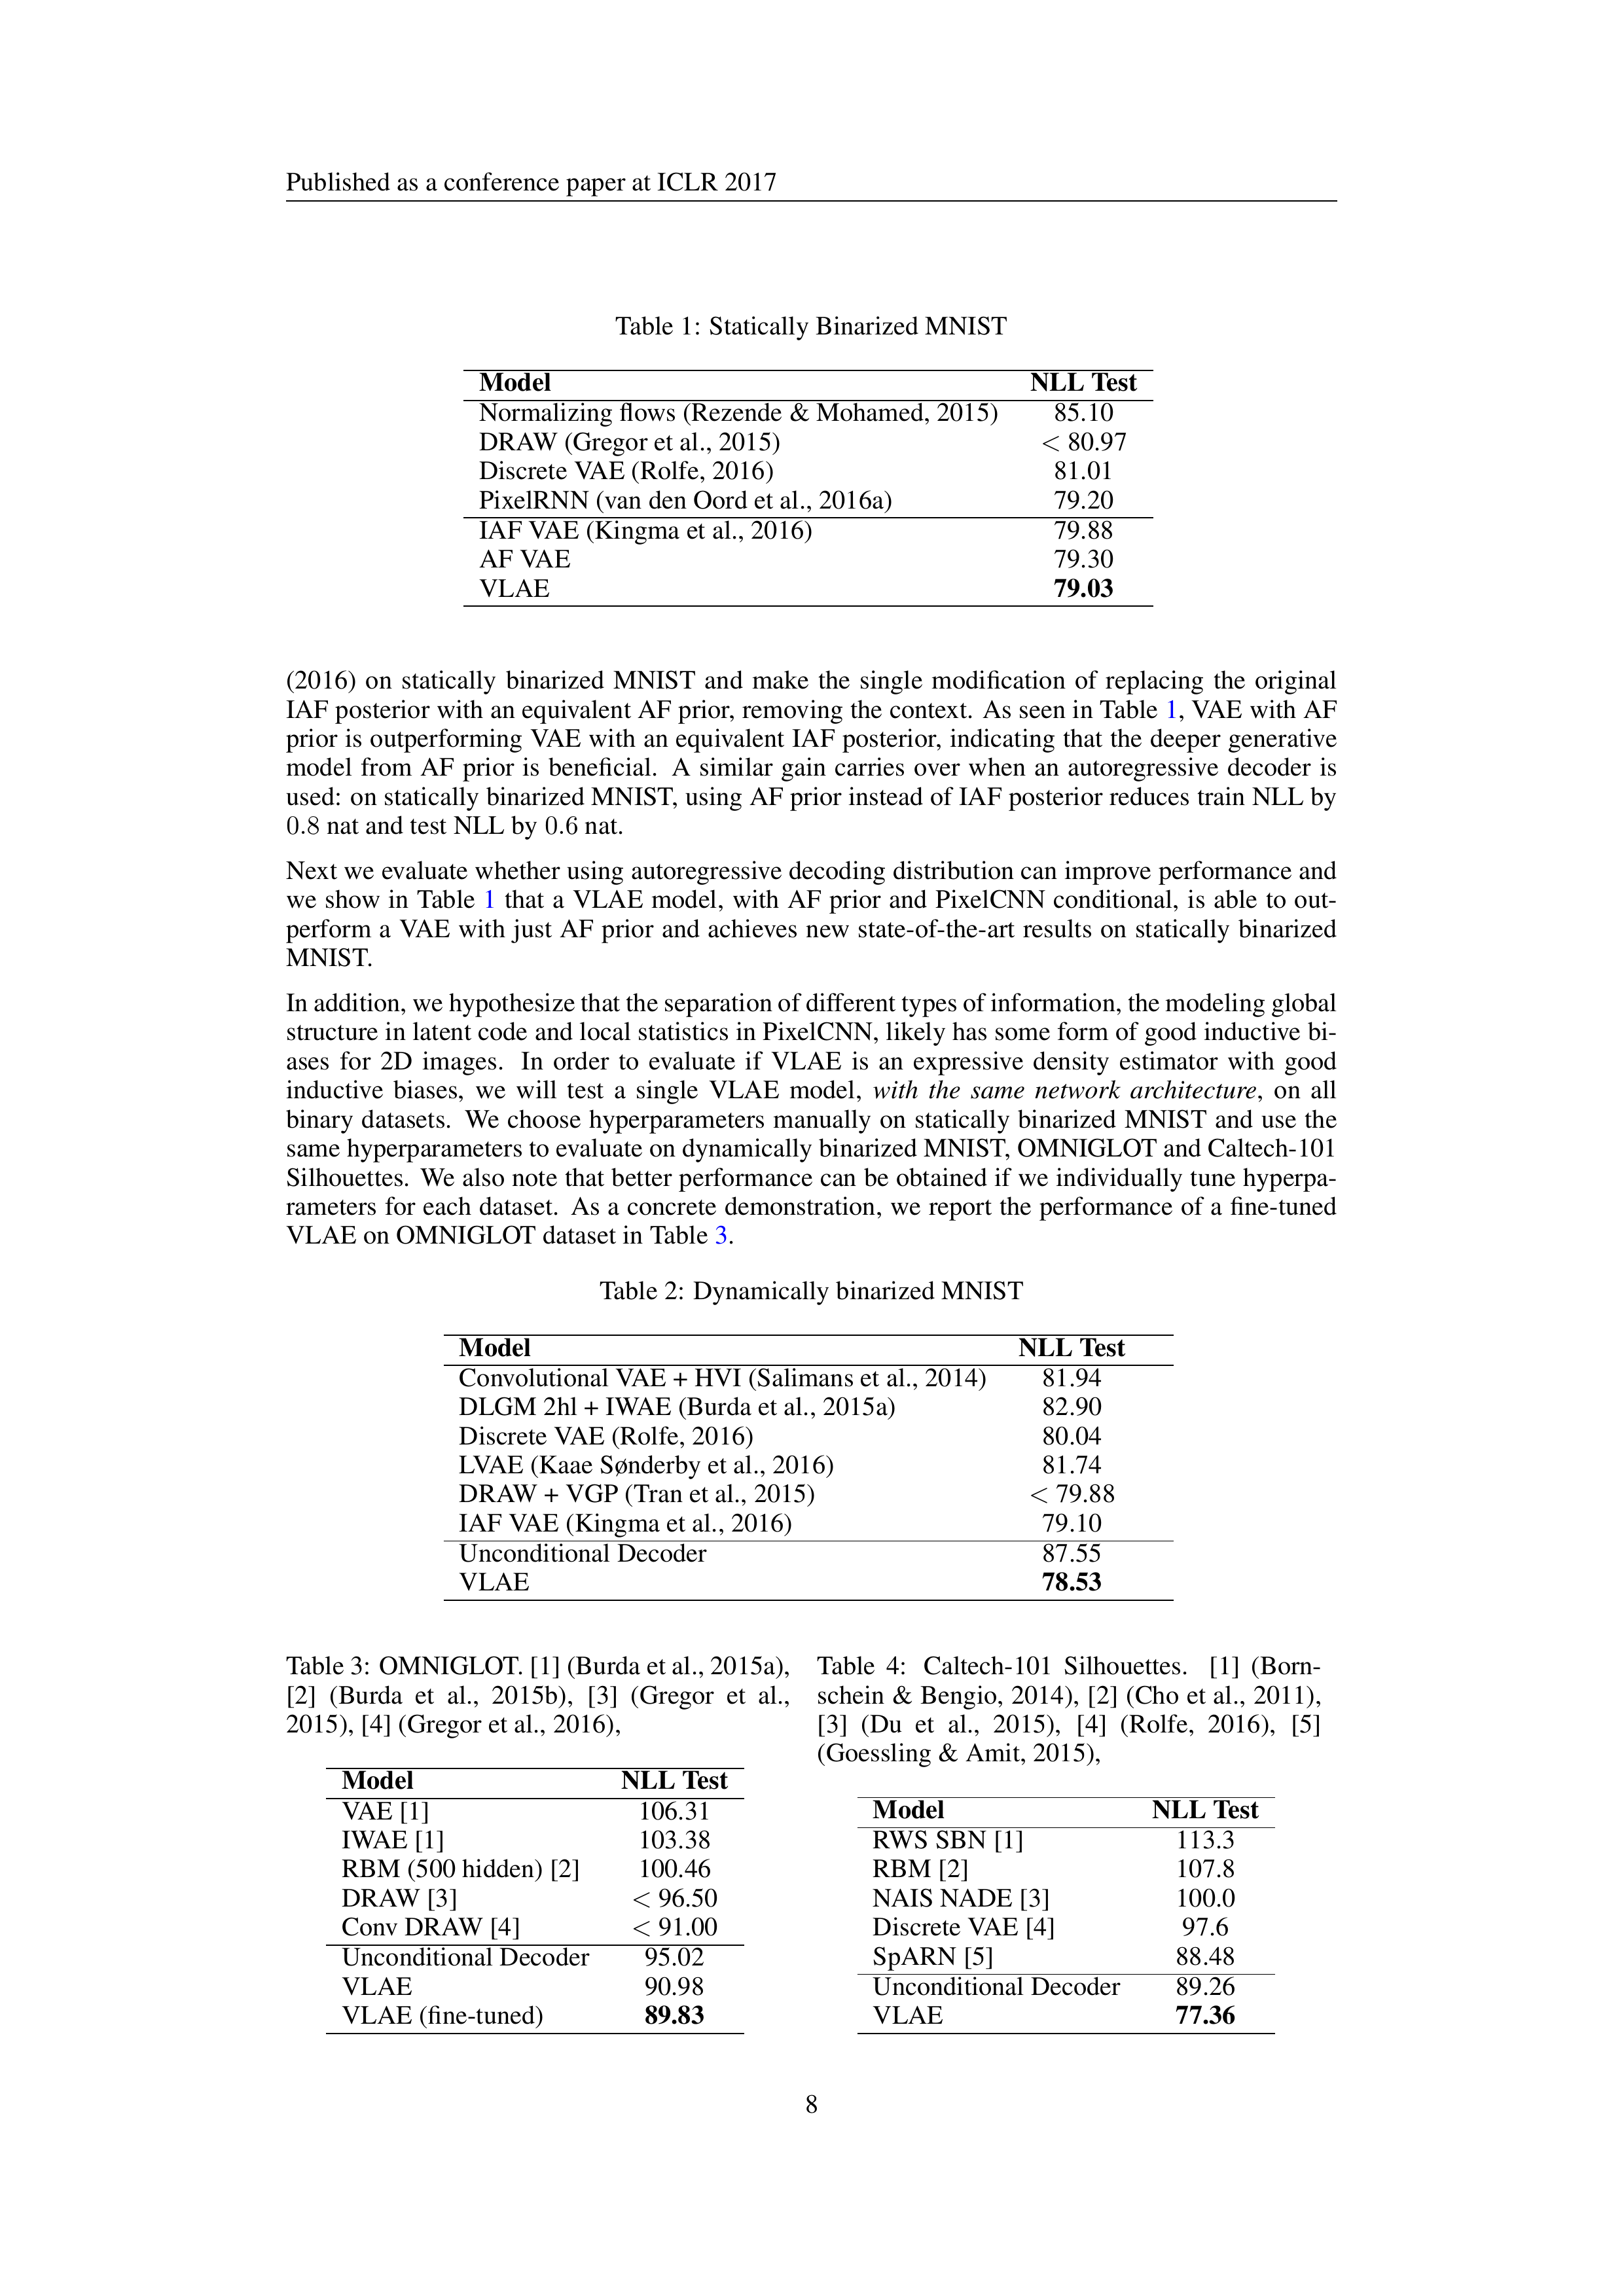 Published as a conference paper at ICLR 2017
Table 1: Statically Binarized MNIST
Model NLL Test
Normalizing flows (Rezende & Mohamed, 2015) 85.10
DRAW (Gregor et al., 2015) < 80.97
Discrete VAE (Rolfe, 2016) 81.01
PixelRNN (van den Oord et al., 2016a) 79.20
IAF VAE (Kingma et al., 2016) 79.88
AF VAE 79.30
VLAE 79.03
(2016) on statically binarized MNIST and make the single modification of replacing the original
IAF posterior with an equivalent AF prior, removing the context. As seen in Table 1, VAE with AF
prior is outperforming VAE with an equivalent IAF posterior, indicating that the deeper generative
model from AF prior is beneficial. A similar gain carries over when an autoregressive decoder is
used: on statically binarized MNIST, using AF prior instead of IAF posterior reduces train NLL by
0.8 nat and test NLL by 0.6 nat.
Next we evaluate whether using autoregressive decoding distribution can improve performance and
we show in Table 1 that a VLAE model, with AF prior and PixelCNN conditional, is able to out-
perform a VAE with just AF prior and achieves new state-of-the-art results on statically binarized
MNIST.
In addition, we hypothesize that the separation of different types of information, the modeling global
structure in latent code and local statistics in PixelCNN, likely has some form of good inductive bi-
ases for 2D images. In order to evaluate if VLAE is an expressive density estimator with good
inductive biases, we will test a single VLAE model, with the same network architecture, on all
binary datasets. We choose hyperparameters manually on statically binarized MNIST and use the
same hyperparameters to evaluate on dynamically binarized MNIST, OMNIGLOT and Caltech-101
Silhouettes. We also note that better performance can be obtained if we individually tune hyperpa-
rameters for each dataset. As a concrete demonstration, we report the performance of a fine-tuned
VLAE on OMNIGLOT dataset in Table 3.
Table 2: Dynamically binarized MNIST
Model NLL Test
Convolutional VAE + HVI (Salimans et al., 2014) 81.94
DLGM 2hl + IWAE (Burda et al., 2015a) 82.90
Discrete VAE (Rolfe, 2016) 80.04
LVAE (Kaae Sønderby et al., 2016) 81.74
DRAW + VGP (Tran et al., 2015) < 79.88
IAF VAE (Kingma et al., 2016) 79.10
Unconditional Decoder 87.55
VLAE 78.53
Table 3: OMNIGLOT. [1] (Burda et al., 2015a),
[2] (Burda et al., 2015b), [3] (Gregor et al.,
2015), [4] (Gregor et al., 2016),
Model NLL Test
VAE [1] 106.31
IWAE [1] 103.38
RBM (500 hidden) [2] 100.46
DRAW [3] < 96.50
Conv DRAW [4] < 91.00
Unconditional Decoder 95.02
VLAE 90.98
VLAE (fine-tuned) 89.83
Table 4: Caltech-101 Silhouettes. [1] (Born-
schein & Bengio, 2014), [2] (Cho et al., 2011),
[3] (Du et al., 2015), [4] (Rolfe, 2016), [5]
(Goessling & Amit, 2015),
Model NLL Test
RWS SBN [1] 113.3
RBM [2] 107.8
NAIS NADE [3] 100.0
Discrete VAE [4] 97.6
SpARN [5] 88.48
Unconditional Decoder 89.26
VLAE 77.36
8